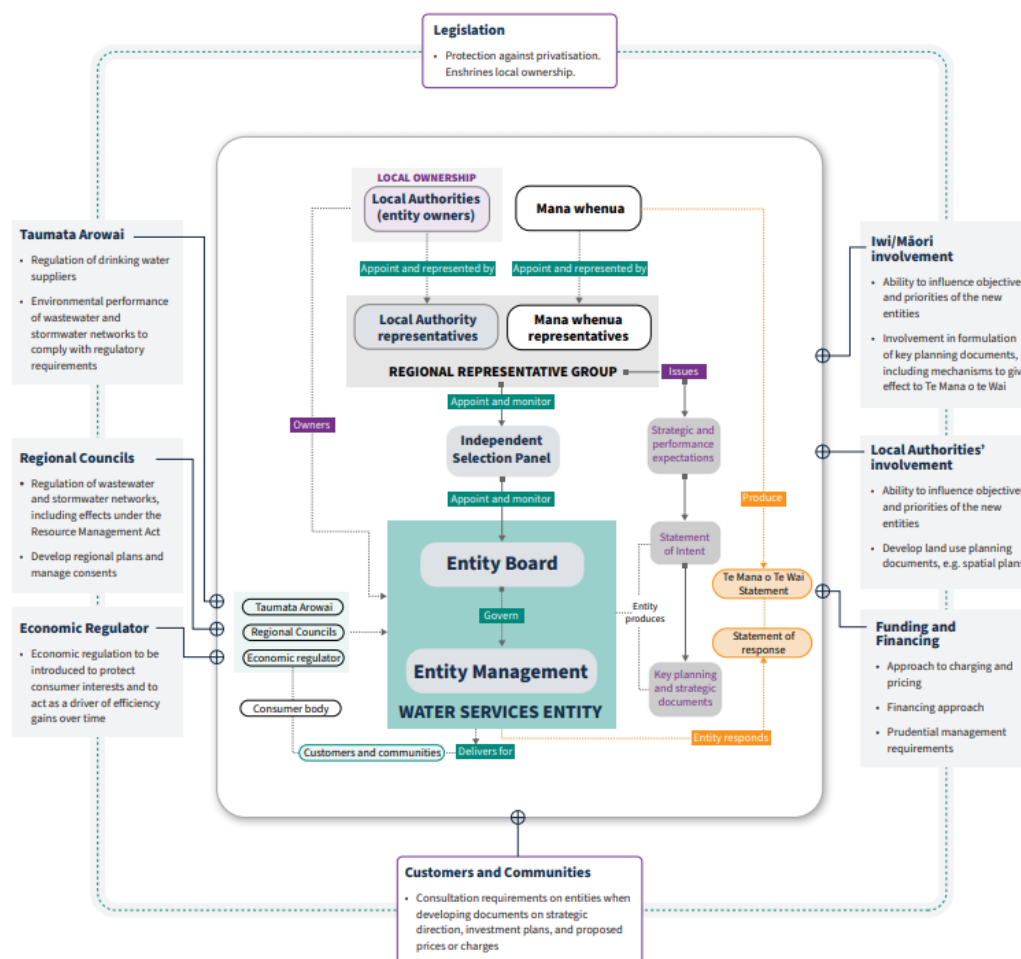 Legislation
• Protection against privatisation.
Enshrines local ownership.
LOCAL OWNERSHIP
Local Authorities
(entity owners)
Mana whenua
Appoint and represented by
Appoint and represented by
Local Authority
representatives
Mana whenua
representatives
REGIONAL REPRESENTATIVE GROUP
Issues
Appoint and monitor
Owners
Independent
Selection Panel
Strategic and
performance
expectations
Appoint and monitor
Produce
Entity Board
Statement
of Intent
Te Mana o Te Wai
Statement
Taumata Arowai
Regional Councils
Economic regulator
Govern
Entity
produces
Statement of
response
Entity Management
Key planning
and strategic
documents
Consumer body
WATER SERVICES ENTITY
Customers and communities
Delivers for
Entity responds
Taumata Arowai
• Regulation of drinking water
suppliers
• Environmental performance
of wastewater and
stormwater networks to
comply with regulatory
requirements
Regional Councils
• Regulation of wastewater
and stormwater networks,
including effects under the
Resource Management Act
• Develop regional plans and
manage consents
Economic Regulator
• Economic regulation to be
introduced to protect
consumer interests and to
act as a driver of efficiency
gains over time
Iwi/Māori
involvement
• Ability to influence objective
and priorities of the new
entities
• Involvement in formulation
of key planning documents,
including mechanisms to giv
effect to Te Mana o te Wai
Local Authorities’
involvement
• Ability to influence objective
and priorities of the new
entities
• Develop land use planning
documents, e.g. spatial plans
Funding and
Financing
• Approach to charging and
pricing
• Financing approach
• Prudential management
requirements
Customers and Communities
• Consultation requirements on entities when
developing documents on strategic
direction, investment plans, and proposed
prices or charges